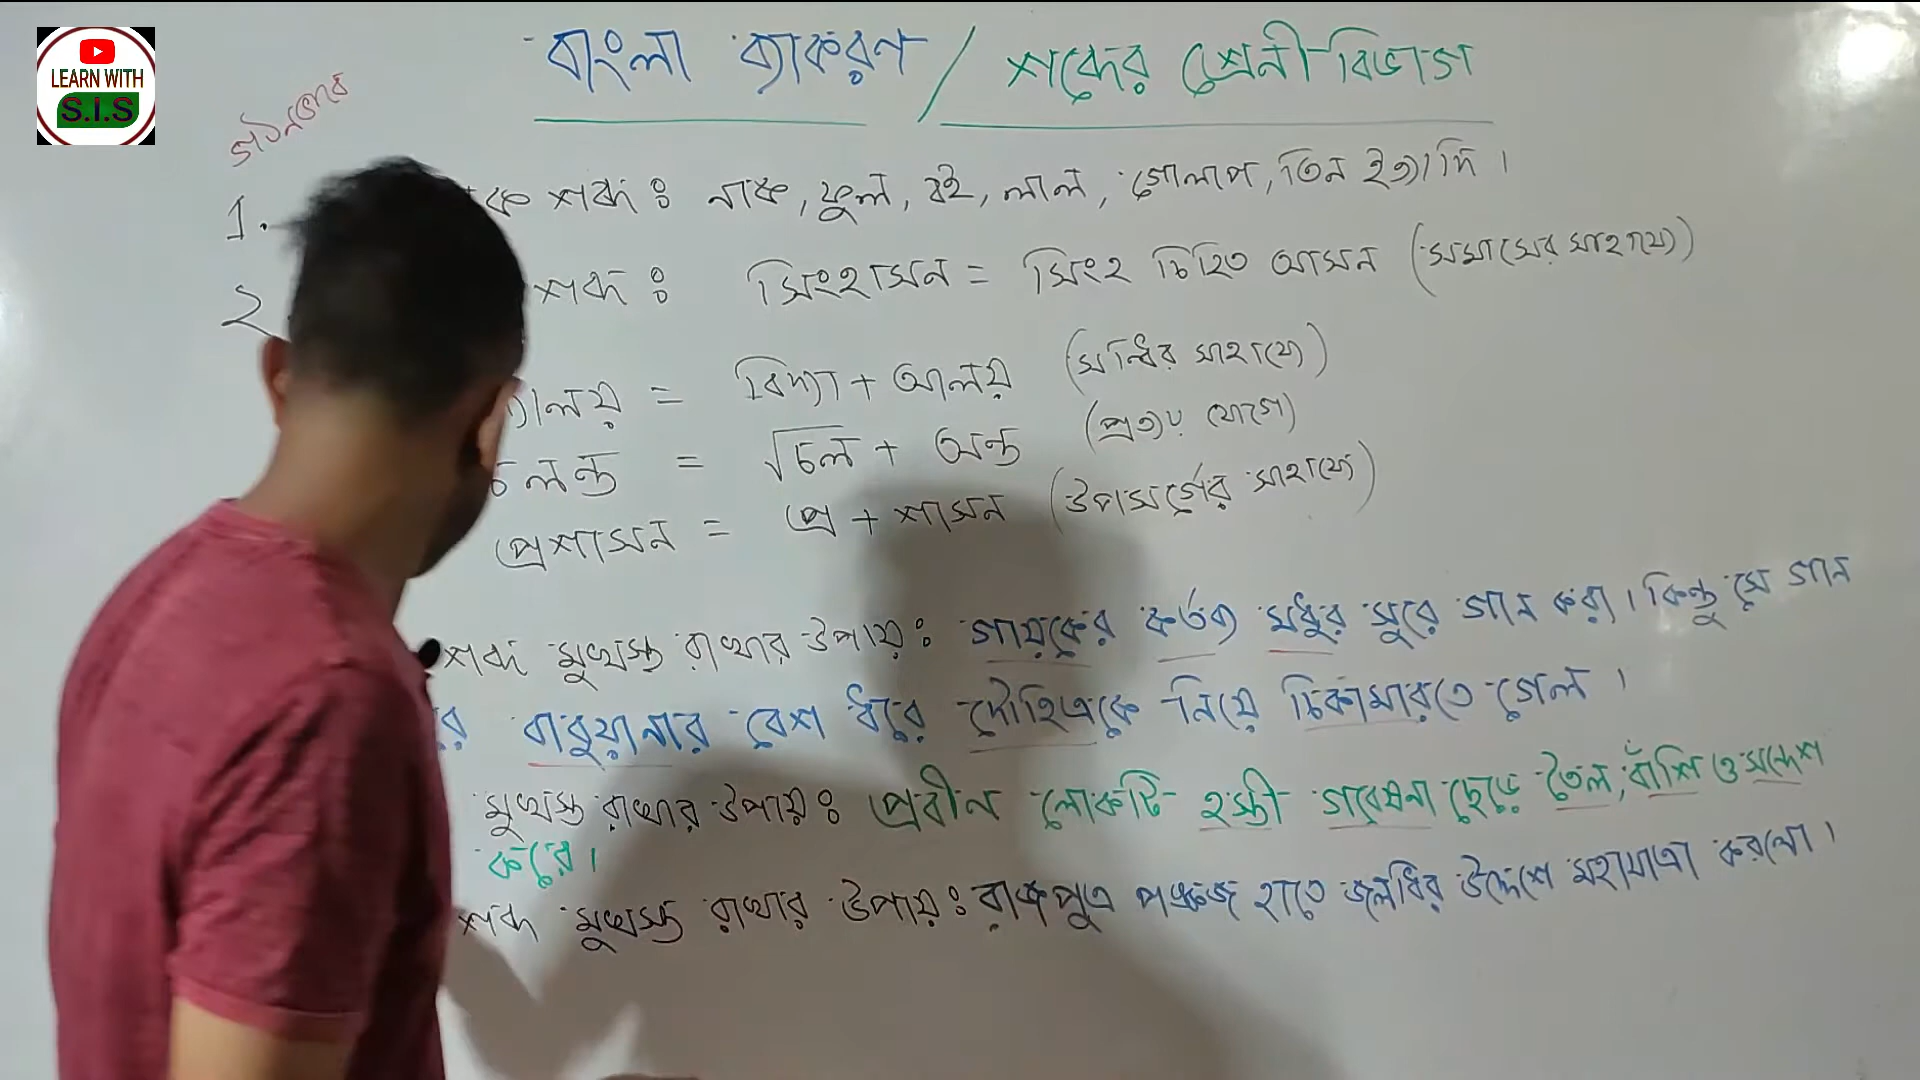 LEARN WITH
S.I.S
বাংলা ব্যাকরণ / শব্দের শ্রেনী বিভাগ
গঠনভাবে
1. ক শব্দ ঃ নাক, ফুল, বই, লাল, গোলাপ, তিন ইত্যাদি।
২ শব্দ ঃ সিংহাসন = সিংহ চিহিত আসন (সমাসের সাহায্যে)
্যালয় = বিদ্যা + আলয় (সন্ধির সাহায্যে)
চলন্ত = √চল + অন্ত (প্রত্যয় যোগে)
প্রশাসন = প্র + শাসন (উপসর্গের সাহায্যে)
শব্দ মুখস্ত রাখার উপায় ঃ গায়কের কর্তব্য মধুর সুরে গান করা। কিন্তু সে গান
রে বাবুয়ানার বেশ ধরে দৌহিত্রকে নিয়ে চিকামারতে গেল।
মুখস্ত রাখার উপায় ঃ প্রবীন লোকটি হস্তী গবেষনা ছেড়ে তৈল, বাঁশি ও সন্দেশ
করে।
শব্দ মুখস্ত রাখার উপায় ঃ রাজপুত্র পঙ্কজ হাতে জলধির উদ্দেশে মহাযাত্রা করলো।